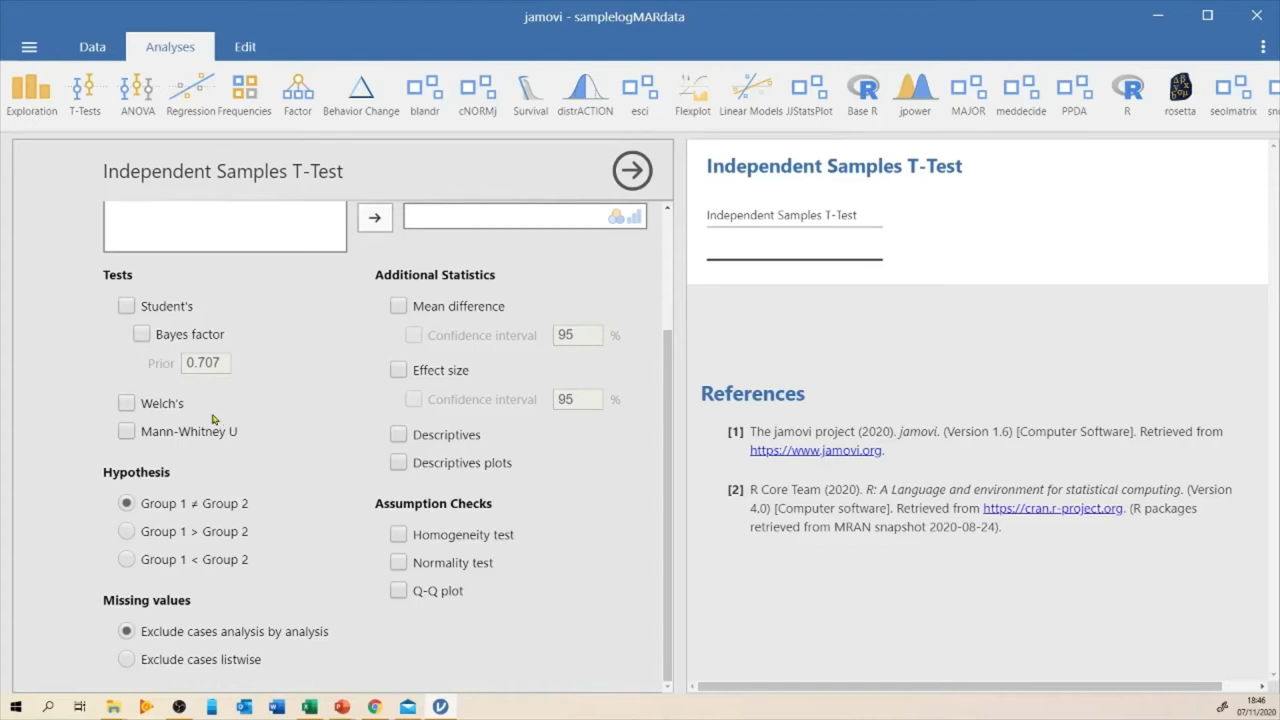 jamovi - samplelogMARdata
Data
Analyses
Edit
Exploration
T-Tests
ANOVA
Regression
Frequencies
Factor
Behavior Change
blandr
cNORMj
Survival
distrACTION
esci
Flexplot
Linear Models
JJStatsPlot
Base R
jpower
MAJOR
meddecide
PPDA
R
rosetta
seolmatrix
Independent Samples T-Test
Tests
Student's
Bayes factor
Prior 0.707
Welch's
Mann-Whitney U
Hypothesis
Group 1 ≠ Group 2
Group 1 > Group 2
Group 1 < Group 2
Missing values
Exclude cases analysis by analysis
Exclude cases listwise
Additional Statistics
Mean difference
Confidence interval 95 %
Effect size
Confidence interval 95 %
Descriptives
Descriptives plots
Assumption Checks
Homogeneity test
Normality test
Q-Q plot
Independent Samples T-Test
Independent Samples T-Test
References
[1] The jamovi project (2020). jamovi. (Version 1.6) [Computer Software]. Retrieved from
https://www.jamovi.org.
[2] R Core Team (2020). R: A Language and environment for statistical computing. (Version
4.0) [Computer software]. Retrieved from https://cran.r-project.org. (R packages
retrieved from MRAN snapshot 2020-08-24).
18:46
07/11/2020